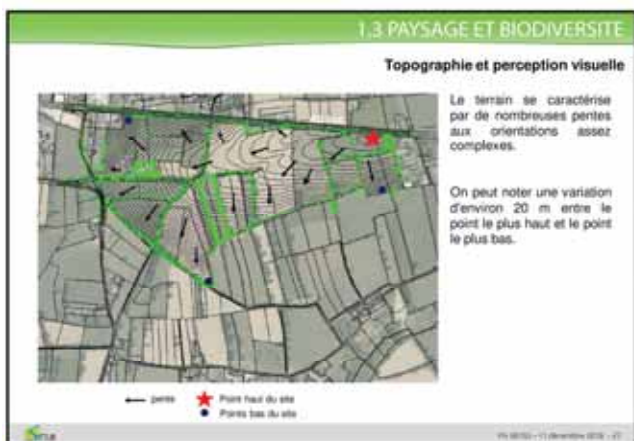 1.3 PAYSAGE ET BIODIVERSITE
Topographie et perception visuelle
Le terrain se caractérise
par de nombreuses pentes
aux orientations assez
complexes.
On peut noter une variation
d'environ 20 m entre le
point le plus haut et le point
le plus bas.
pente
Point haut du site
Points bas du site